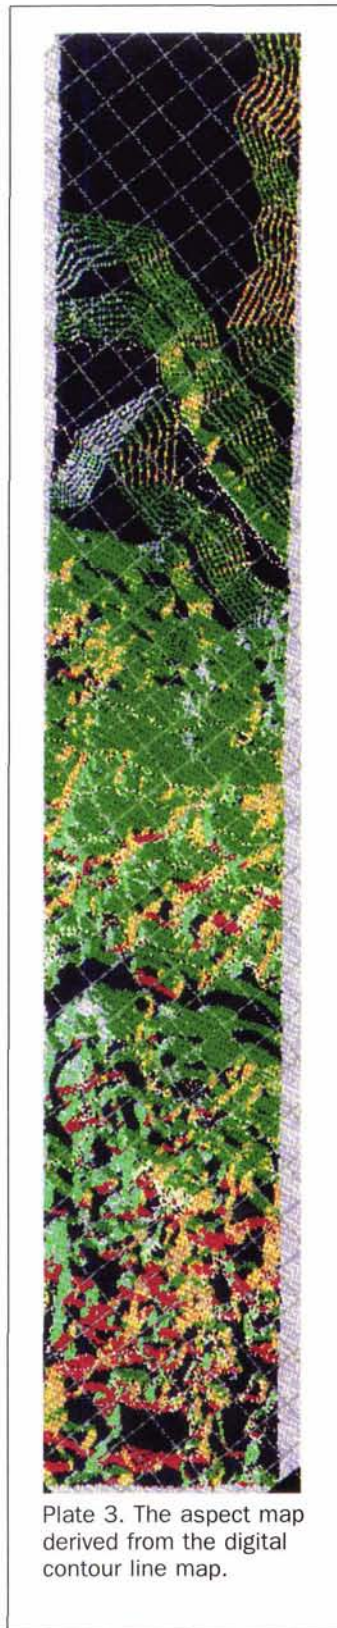 Plate 3. The aspect map
derived from the digital
contour line map.